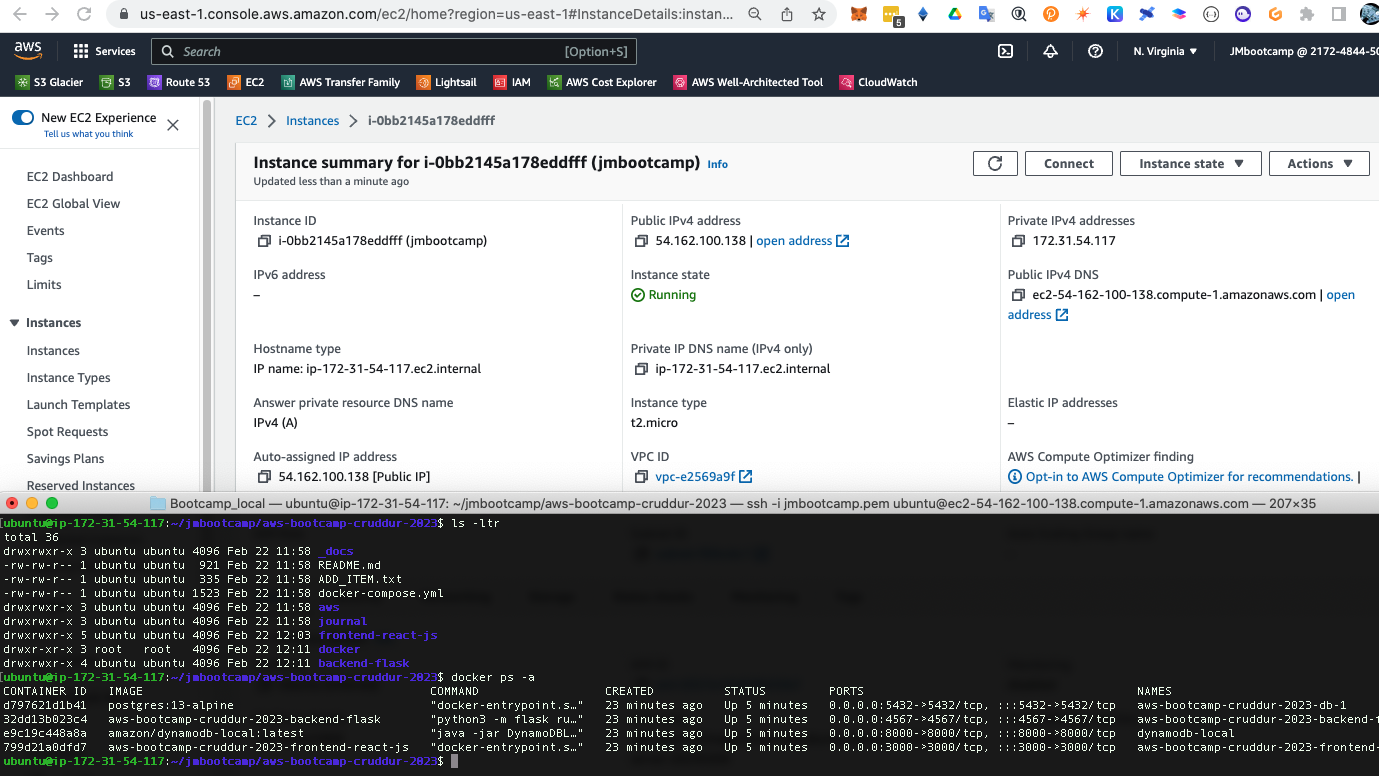 us-east-1.console.aws.amazon.com/ec2/home?region=us-east-1#InstanceDetails:instan...
5
aws
Services
Search
[Option+S]
N. Virginia
JMbootcamp @ 2172-4844-50
S3 Glacier
S3
Route 53
EC2
AWS Transfer Family
Lightsail
IAM
AWS Cost Explorer
AWS Well-Architected Tool
CloudWatch
New EC2 Experience
Tell us what you think
EC2 Dashboard
EC2 Global View
Events
Tags
Limits
Instances
Instances
Instance Types
Launch Templates
Spot Requests
Savings Plans
Reserved Instances
EC2 > Instances > i-0bb2145a178eddfff
Instance summary for i-0bb2145a178eddfff (jmbootcamp) Info
Updated less than a minute ago
Connect
Instance state
Actions
Instance ID
i-0bb2145a178eddfff (jmbootcamp)
IPv6 address
–
Hostname type
IP name: ip-172-31-54-117.ec2.internal
Answer private resource DNS name
IPv4 (A)
Auto-assigned IP address
54.162.100.138 [Public IP]
Public IPv4 address
54.162.100.138 | open address
Instance state
Running
Private IP DNS name (IPv4 only)
ip-172-31-54-117.ec2.internal
Instance type
t2.micro
VPC ID
vpc-e2569a9f
Private IPv4 addresses
172.31.54.117
Public IPv4 DNS
ec2-54-162-100-138.compute-1.amazonaws.com | open
address
Elastic IP addresses
–
AWS Compute Optimizer finding
Opt-in to AWS Compute Optimizer for recommendations. |
Bootcamp_local — ubuntu@ip-172-31-54-117: ~/jmbootcamp/aws-bootcamp-cruddur-2023 — ssh -i jmbootcamp.pem ubuntu@ec2-54-162-100-138.compute-1.amazonaws.com — 207×35
[ubuntu@ip-172-31-54-117:~/jmbootcamp/aws-bootcamp-cruddur-2023$ ls -ltr
total 36
drwxrwxr-x 3 ubuntu ubuntu 4096 Feb 22 11:58 _docs
-rw-rw-r-- 1 ubuntu ubuntu  921 Feb 22 11:58 README.md
-rw-rw-r-- 1 ubuntu ubuntu  335 Feb 22 11:58 ADD_ITEM.txt
-rw-rw-r-- 1 ubuntu ubuntu 1523 Feb 22 11:58 docker-compose.yml
drwxrwxr-x 3 ubuntu ubuntu 4096 Feb 22 11:58 aws
drwxrwxr-x 3 ubuntu ubuntu 4096 Feb 22 11:58 journal
drwxrwxr-x 5 ubuntu ubuntu 4096 Feb 22 12:03 frontend-react-js
drwxr-xr-x 3 root   root   4096 Feb 22 12:11 docker
drwxrwxr-x 4 ubuntu ubuntu 4096 Feb 22 12:11 backend-flask
[ubuntu@ip-172-31-54-117:~/jmbootcamp/aws-bootcamp-cruddur-2023$ docker ps -a
CONTAINER ID   IMAGE   COMMAND   CREATED   STATUS   PORTS   NAMES
d797621d1b41   postgres:13-alpine   "docker-entrypoint.s…"   23 minutes ago   Up 5 minutes   0.0.0.0:5432->5432/tcp, :::5432->5432/tcp   aws-bootcamp-cruddur-2023-db-1
32dd13b023c4   aws-bootcamp-cruddur-2023-backend-flask   "python3 -m flask ru…"   23 minutes ago   Up 5 minutes   0.0.0.0:4567->4567/tcp, :::4567->4567/tcp   aws-bootcamp-cruddur-2023-backend-f
e9c19c448a8a   amazon/dynamodb-local:latest   "java -jar DynamoDBL…"   23 minutes ago   Up 5 minutes   0.0.0.0:8000->8000/tcp, :::8000->8000/tcp   dynamodb-local
799d21a0dfd7   aws-bootcamp-cruddur-2023-frontend-react-js   "docker-entrypoint.s…"   23 minutes ago   Up 5 minutes   0.0.0.0:3000->3000/tcp, :::3000->3000/tcp   aws-bootcamp-cruddur-2023-frontend-
ubuntu@ip-172-31-54-117:~/jmbootcamp/aws-bootcamp-cruddur-2023$